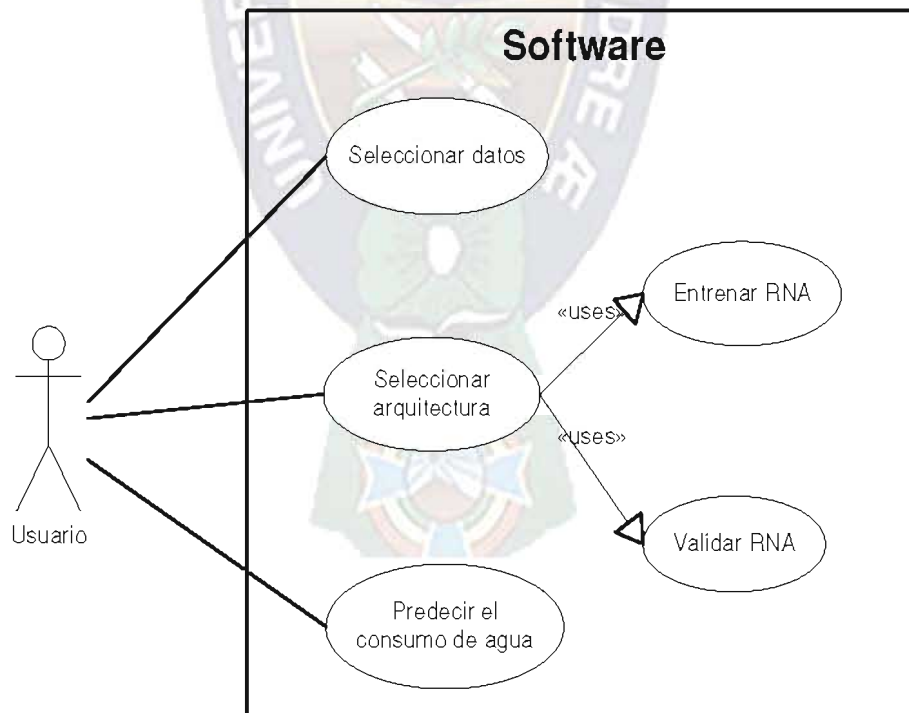 Software
Seleccionar datos
Entrenar RNA
«uses»
Seleccionar
arquitectura
«uses»
Usuario
Validar RNA
Predecir el
consumo de agua